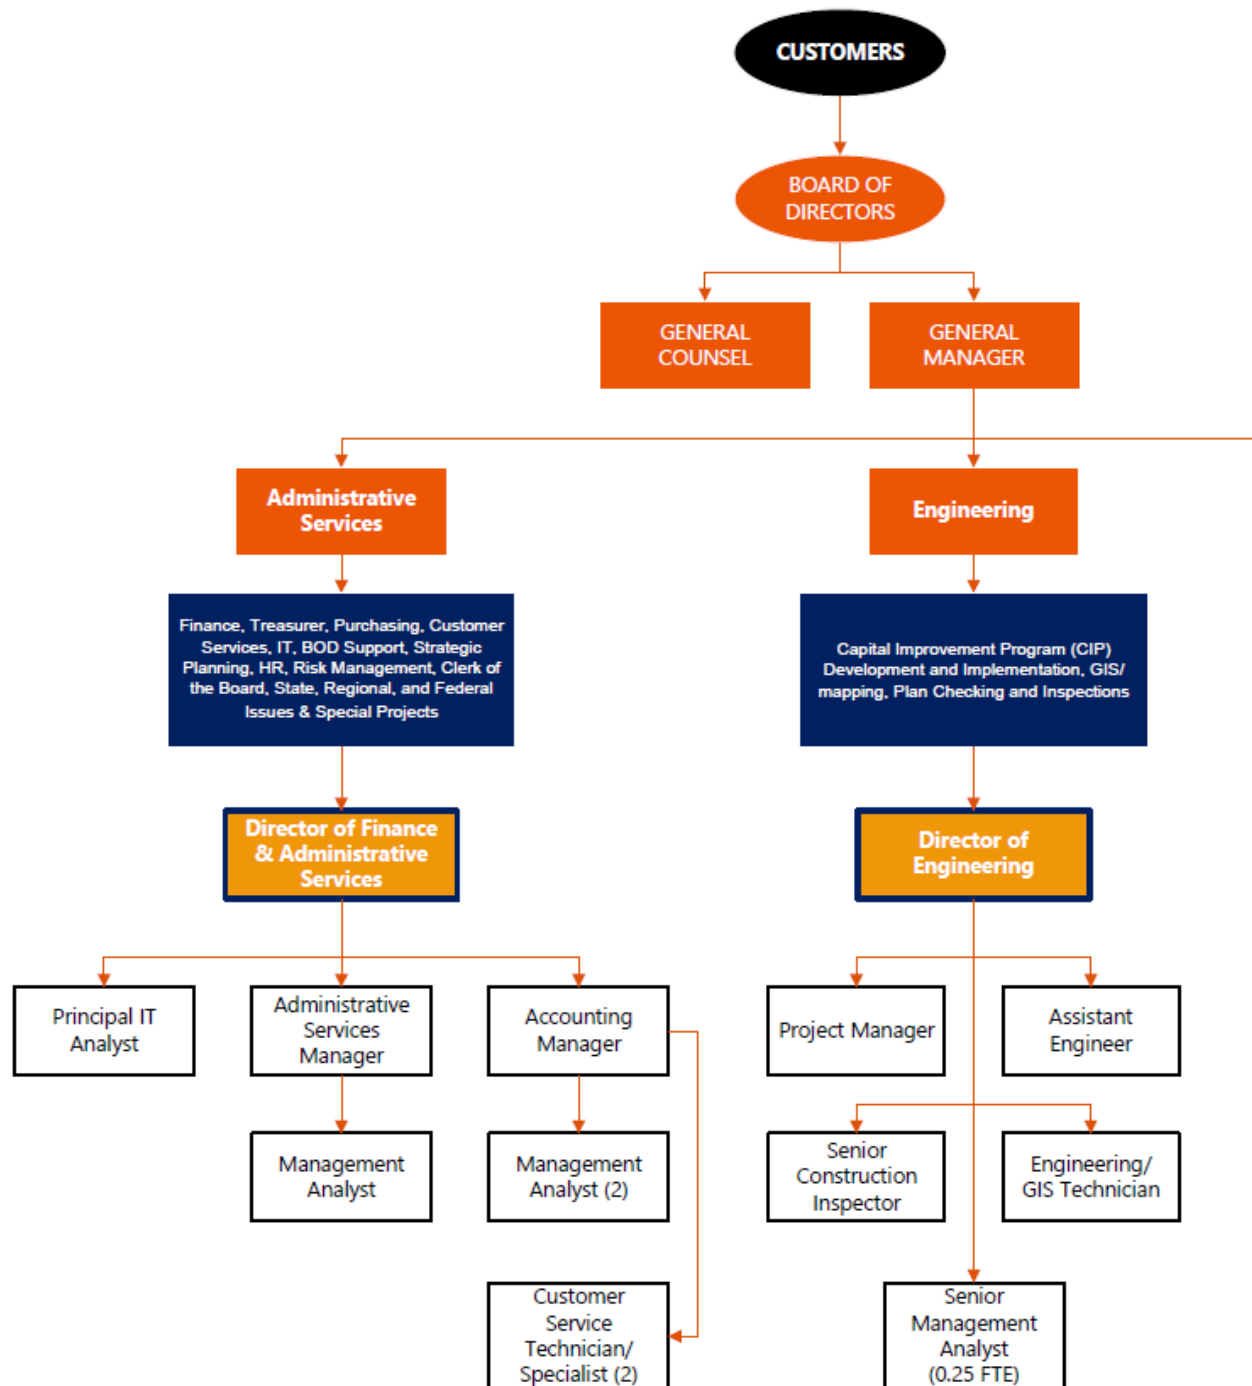 CUSTOMERS
BOARD OF
DIRECTORS
GENERAL
COUNSEL
GENERAL
MANAGER
Administrative
Services
Engineering
Finance, Treasurer, Purchasing, Customer
Services, IT, BOD Support, Strategic
Planning, HR, Risk Management, Clerk of
the Board, State, Regional, and Federal
Issues & Special Projects
Capital Improvement Program (CIP)
Development and Implementation, GIS/
mapping, Plan Checking and Inspections
Director of Finance
& Administrative
Services
Director of
Engineering
Principal IT
Analyst
Administrative
Services
Manager
Accounting
Manager
Project Manager
Assistant
Engineer
Management
Analyst
Management
Analyst (2)
Senior
Construction
Inspector
Engineering/
GIS Technician
Customer
Service
Technician/
Specialist (2)
Senior
Management
Analyst
(0.25 FTE)